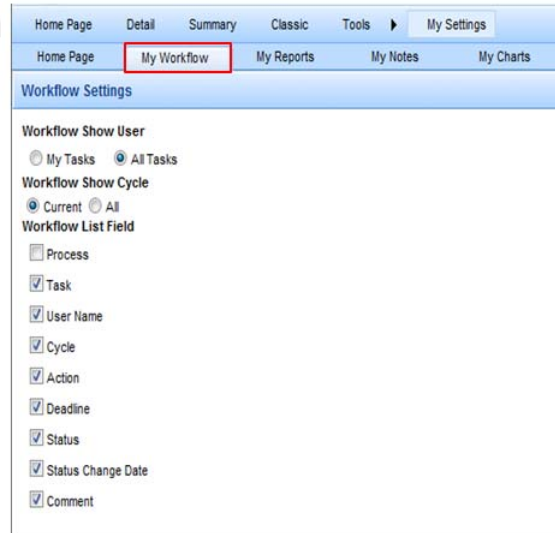 Home Page Detail Summary Classic Tools My Settings
Home Page My Workflow My Reports My Notes My Charts
Workflow Settings
Workflow Show User
My Tasks All Tasks
Workflow Show Cycle
Current All
Workflow List Field
Process
Task
User Name
Cycle
Action
Deadline
Status
Status Change Date
Comment